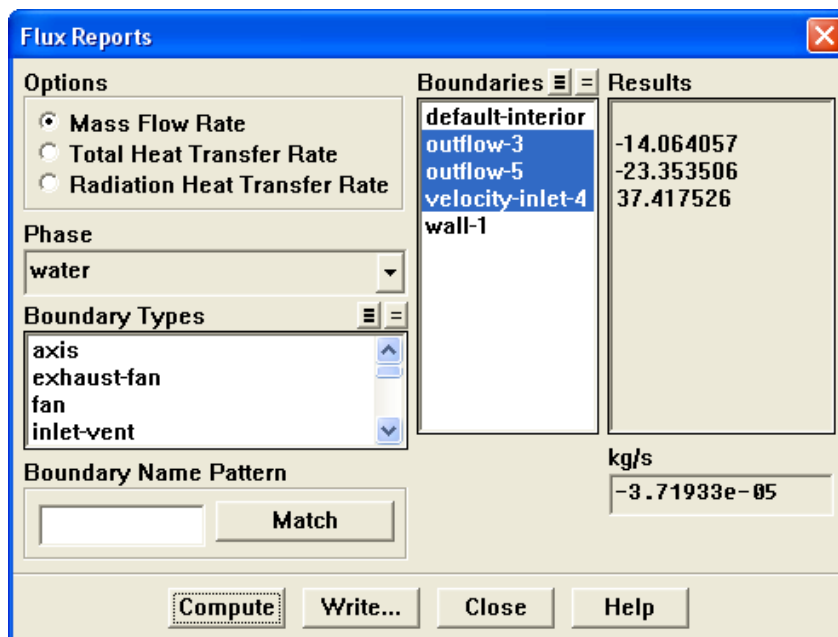 Flux Reports
Options
Mass Flow Rate
Total Heat Transfer Rate
Radiation Heat Transfer Rate
Phase
water
Boundary Types
axis
exhaust-fan
fan
inlet-vent
Boundary Name Pattern
Match
Boundaries
default-interior
outflow-3
outflow-5
velocity-inlet-4
wall-1
Results
-14.064057
-23.353506
37.417526
kg/s
-3.71933e-05
Compute
Write...
Close
Help